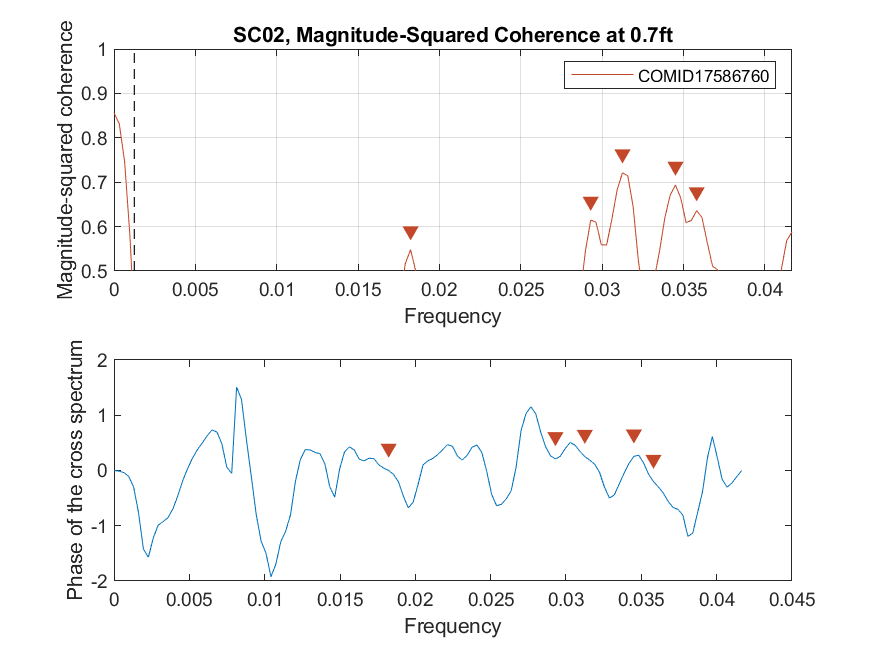 SC02, Magnitude-Squared Coherence at 0.7ft
Magnitude-squared coherence
1
0.9
0.8
0.7
0.6
0.5
COMID17586760
0 0.005 0.01 0.015 0.02 0.025 0.03 0.035 0.04
Frequency
Phase of the cross spectrum
2
1
0
-1
-2
0 0.005 0.01 0.015 0.02 0.025 0.03 0.035 0.04 0.045
Frequency